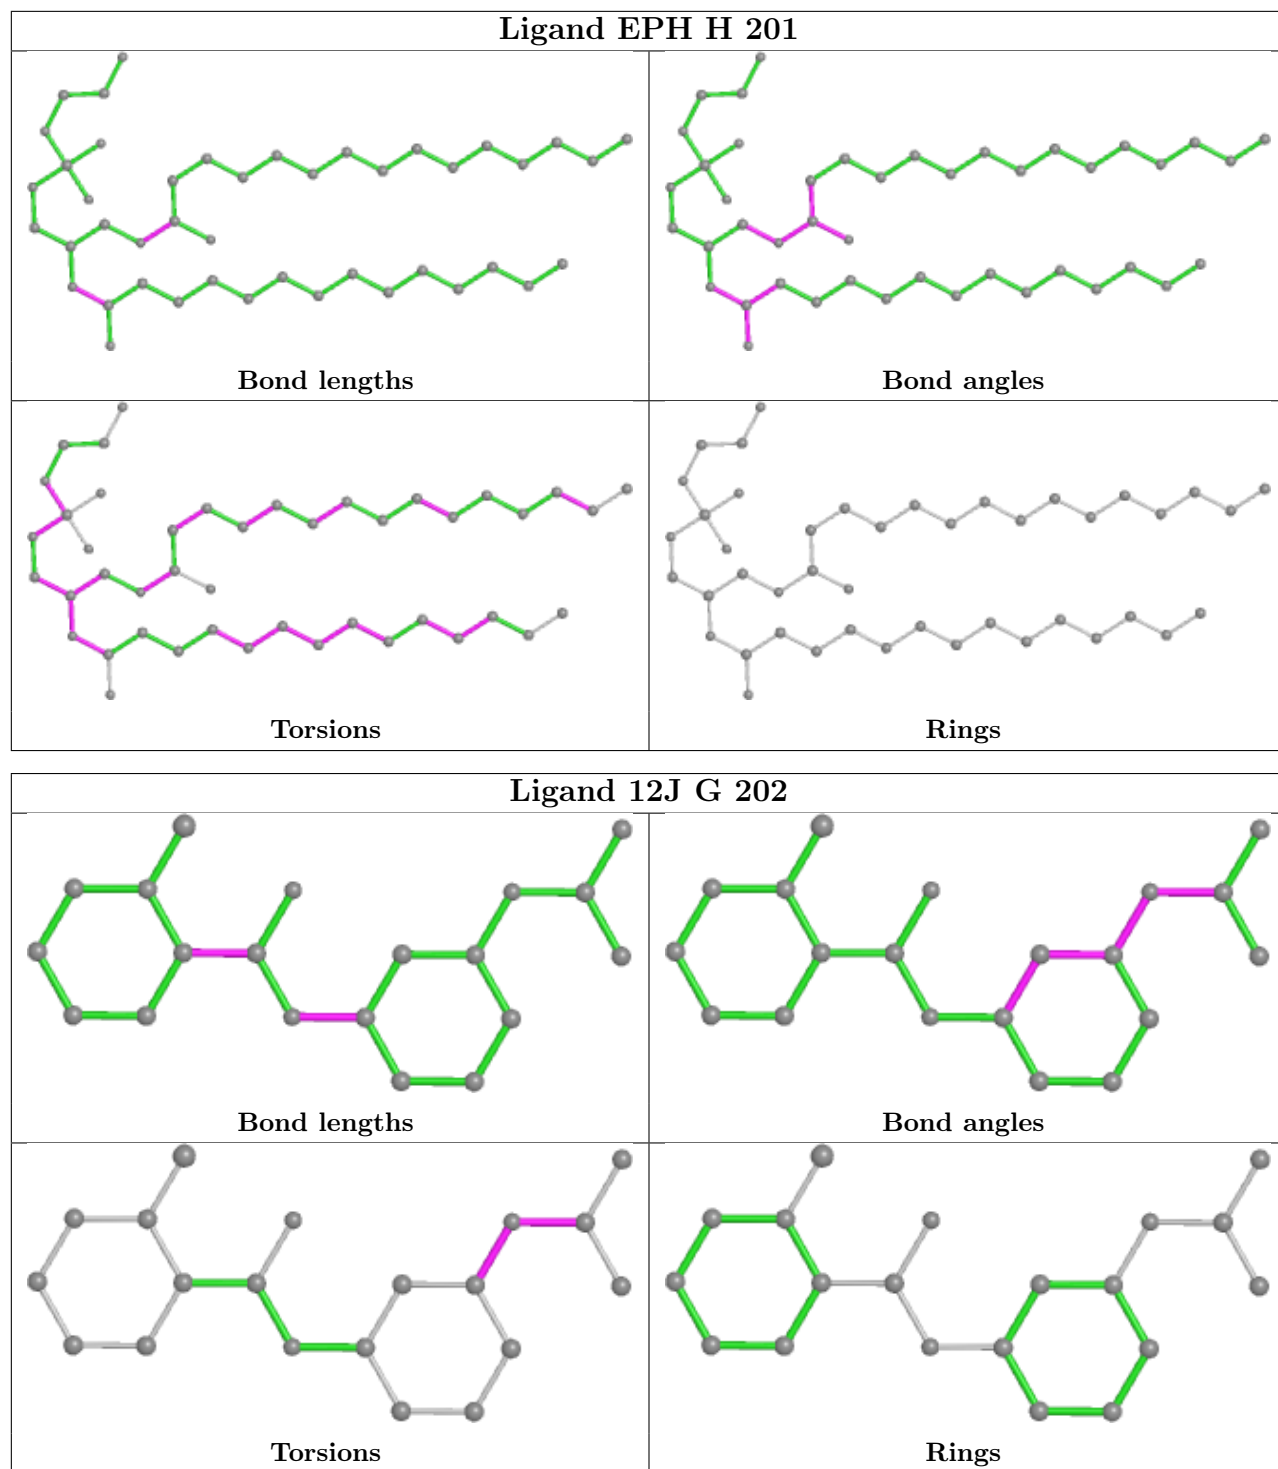 Ligand EPH H 201
Bond lengths
Bond angles
Torsions
Rings
Ligand 12J G 202
Bond lengths
Bond angles
Torsions
Rings